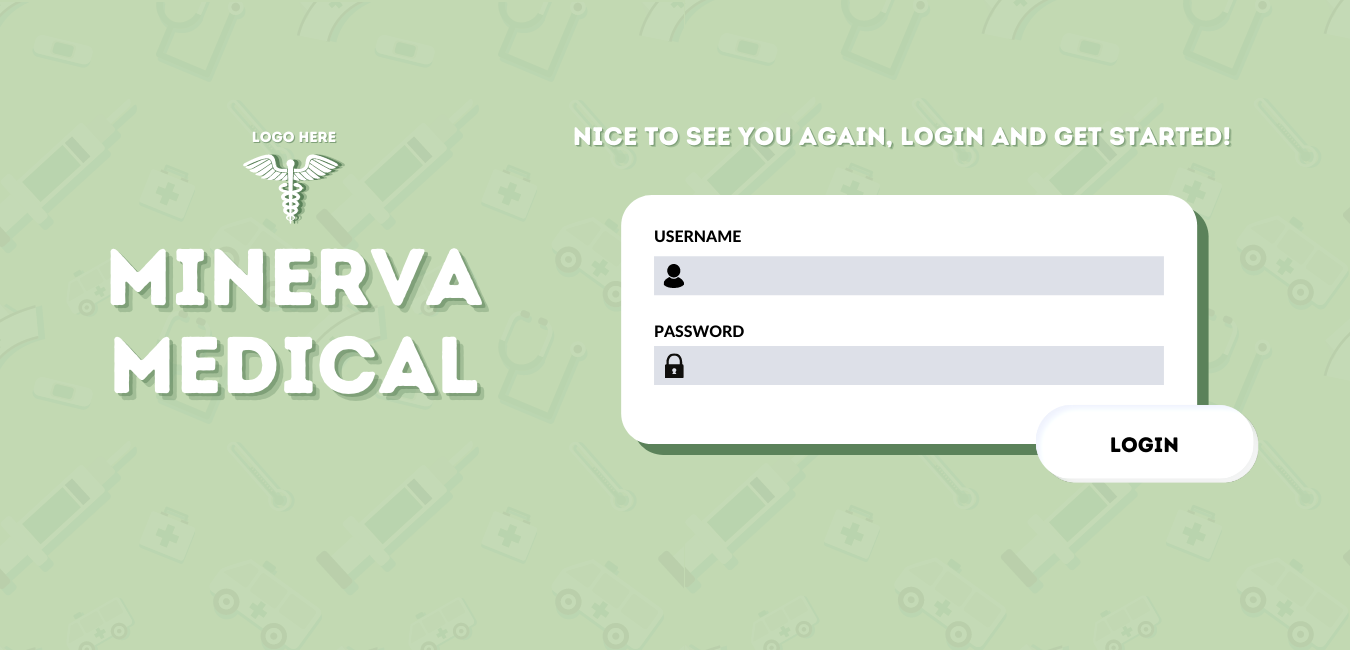 LOGO HERE
MINERVA
MEDICAL
NICE TO SEE YOU AGAIN, LOGIN AND GET STARTED!
USERNAME
PASSWORD
LOGIN